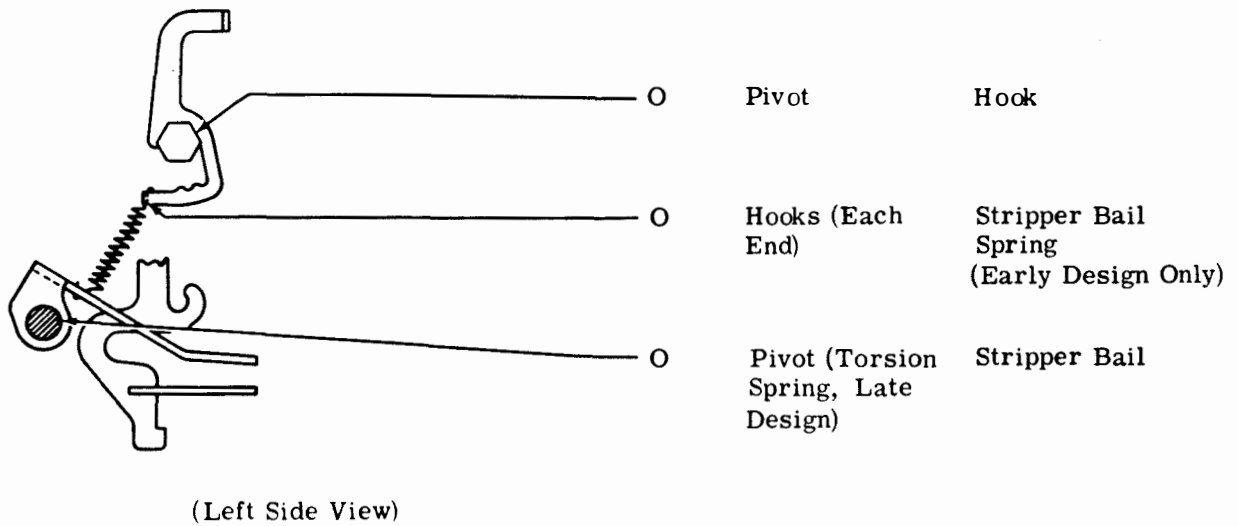 O Pivot Hook
O Hooks (Each Stripper Bail
End) Spring
(Early Design Only)
O Pivot (Torsion Stripper Bail
Spring, Late
Design)
(Left Side View)